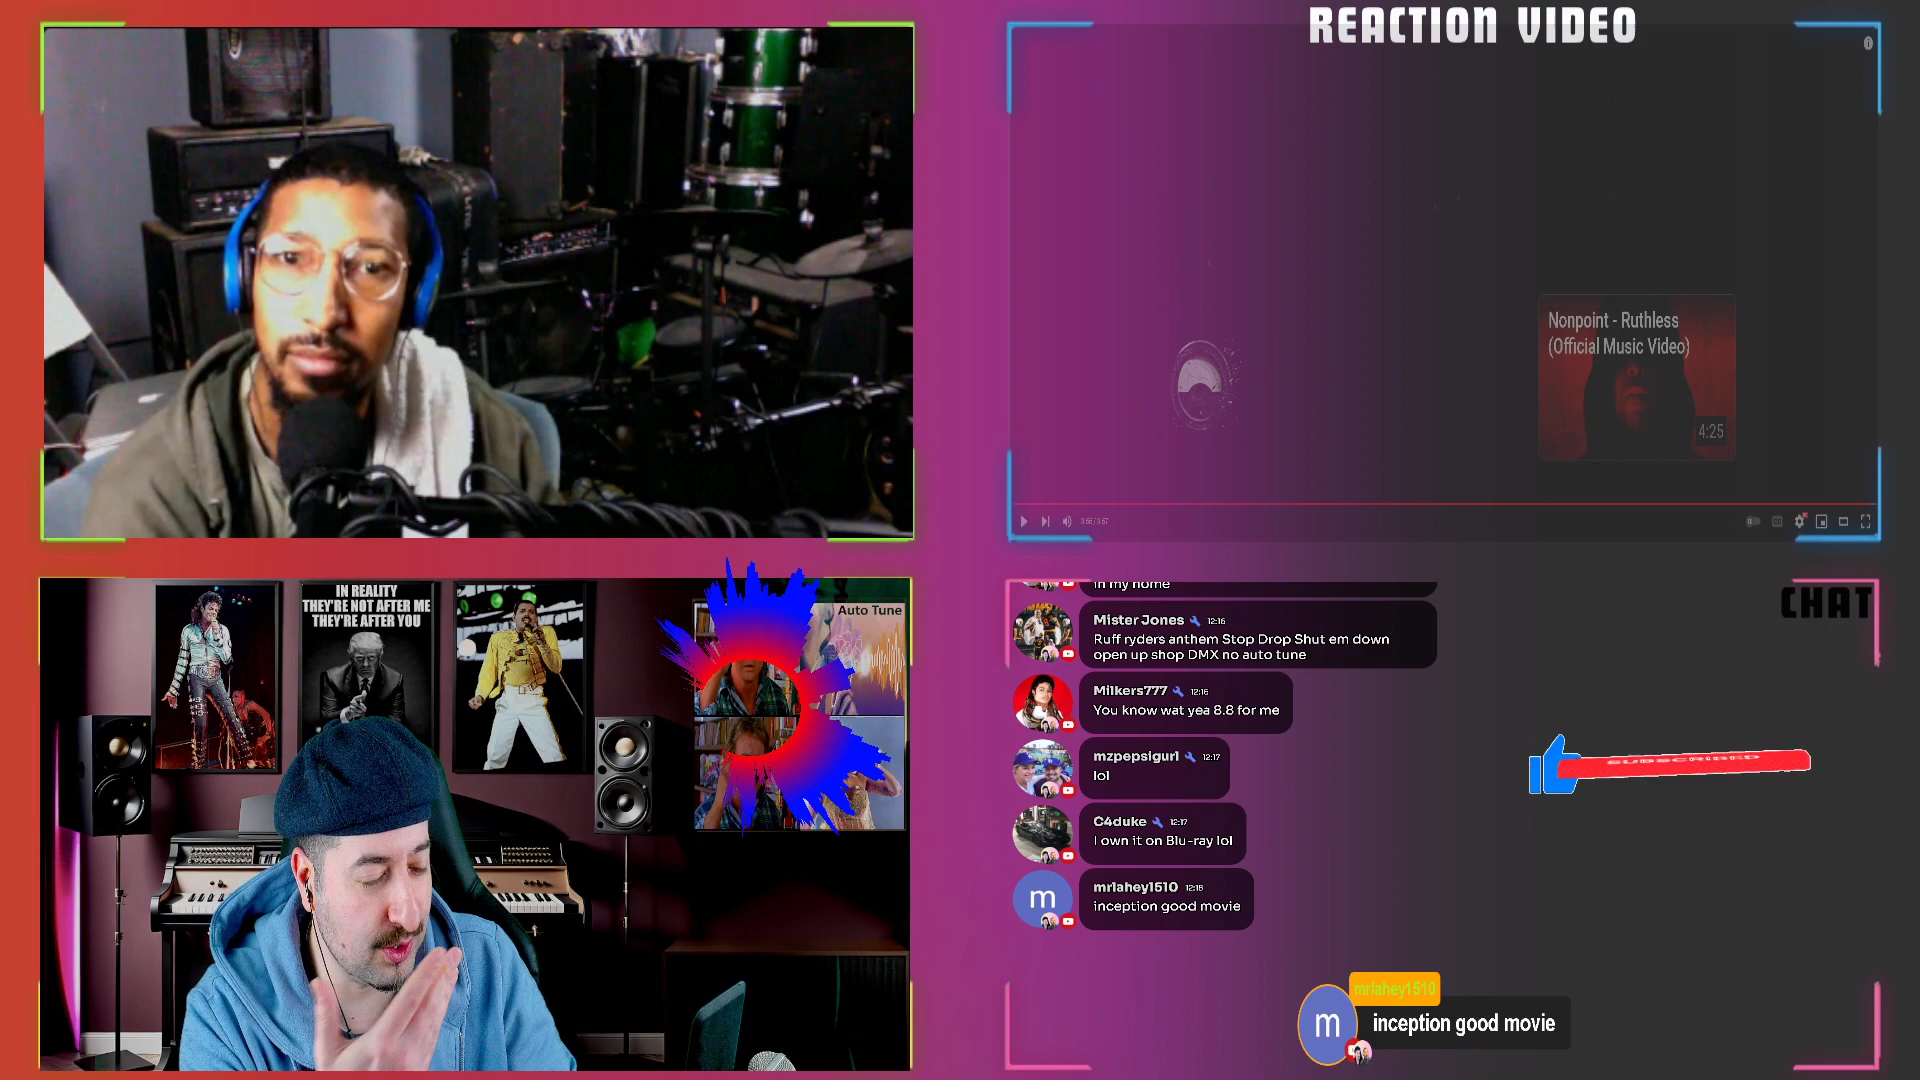 REACTION VIDEO
Nonpoint - Ruthless
(Official Music Video)
4:25
IN REALITY
THEY'RE NOT AFTER ME
THEY'RE AFTER YOU
Auto Tune
CHAT
in my home
Mister Jones 12:16
Ruff ryders anthem Stop Drop Shut em down
open up shop DMX no auto tune
Milkers777 12:16
You know wat yea 8.8 for me
mzpepsigurl 12:17
lol
C4duke 12:17
I own it on Blu-ray lol
m
mrlahey1510 12:18
inception good movie
SUBSCRIBED
mrlahey1510
m
inception good movie